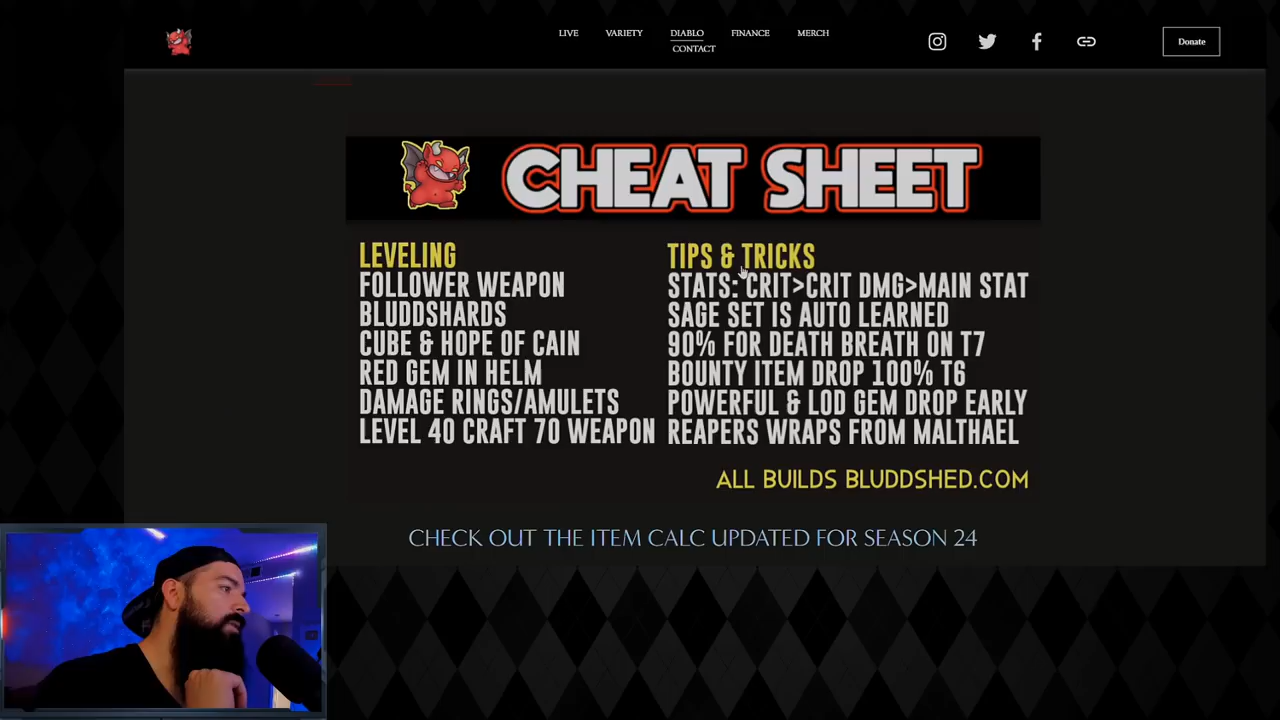 LIVE VARIETY DIABLO FINANCE MERCH
CONTACT
Donate
CHEAT SHEET
LEVELING
FOLLOWER WEAPON
BLUDDSHARDS
CUBE & HOPE OF CAIN
RED GEM IN HELM
DAMAGE RINGS/AMULETS
LEVEL 40 CRAFT 70 WEAPON
TIPS & TRICKS
STATS: CRIT>CRIT DMG>MAIN STAT
SAGE SET IS AUTO LEARNED
90% FOR DEATH BREATH ON T7
BOUNTY ITEM DROP 100% T6
POWERFUL & LOD GEM DROP EARLY
REAPERS WRAPS FROM MALTHAEL
ALL BUILDS BLUDDSHED.COM
CHECK OUT THE ITEM CALC UPDATED FOR SEASON 24